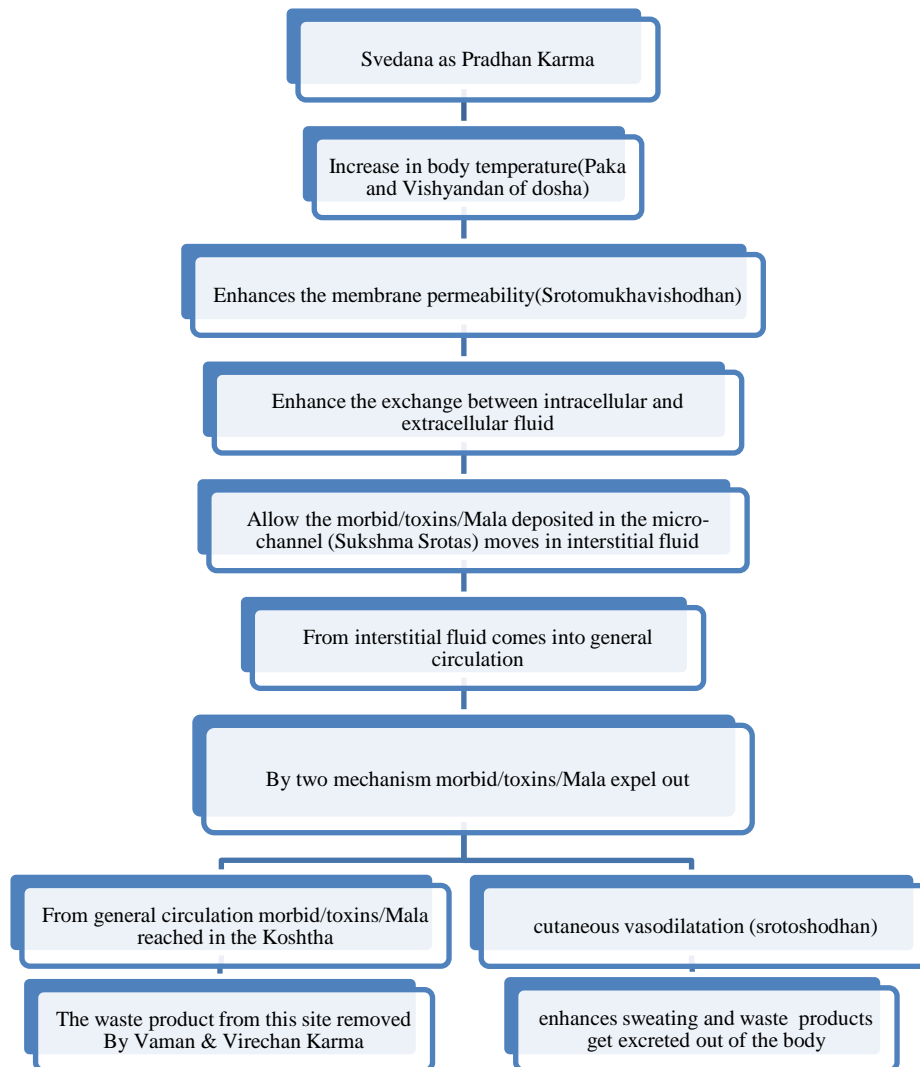 Svedana as Pradhan Karma
Increase in body temperature(Paka
and Vishyandan of dosha)
Enhances the membrane permeability(Srotomukhavishodhan)
Enhance the exchange between intracellular and
extracellular fluid
Allow the morbid/toxins/Mala deposited in the micro-
channel (Sukshma Srotas) moves in interstitial fluid
From interstitial fluid comes into general
circulation
By two mechanism morbid/toxins/Mala expel out
From general circulation morbid/toxins/Mala
reached in the Koshtha
The waste product from this site removed
By Vaman & Virechan Karma
cutaneous vasodilatation (srotoshodhan)
enhances sweating and waste products
get excreted out of the body